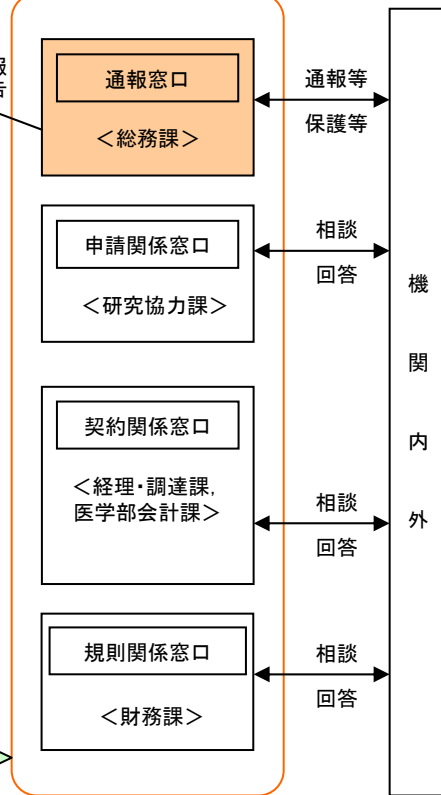 報
告
通報窓口
＜総務課＞
通報等
保護等
申請関係窓口
＜研究協力課＞
相談
回答
契約関係窓口
＜経理・調達課，
医学部会計課＞
相談
回答
規則関係窓口
＜財務課＞
相談
回答
機
関
内
外